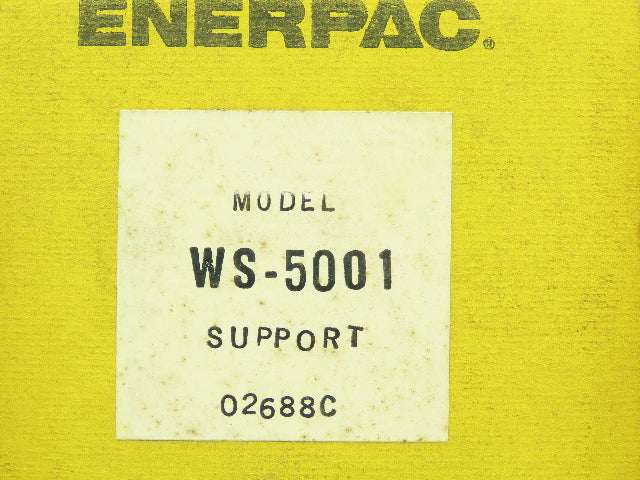 ENERPAC®
MODEL
WS-5001
SUPPORT
02688C